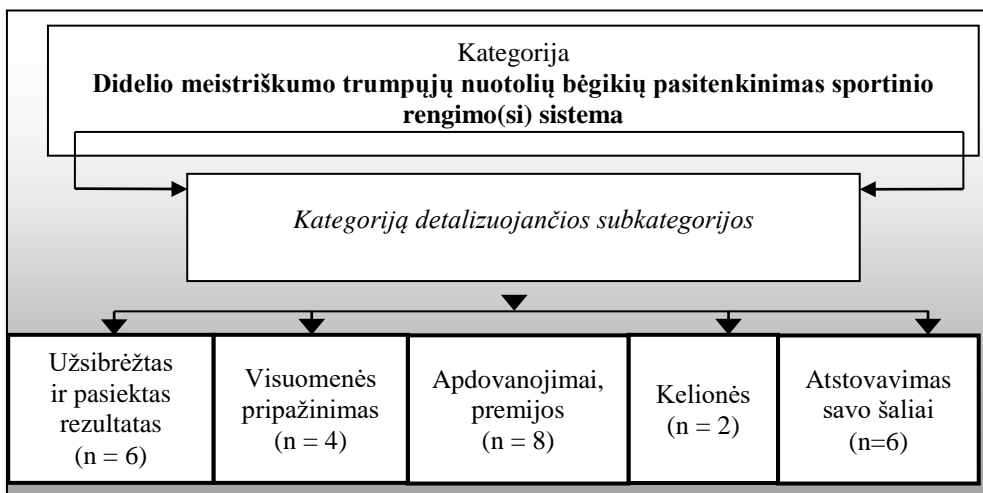 Kategorija
Didelio meistriškumo trumpųjų nuotolių bėgikių pasitenkinimas sportinio
rengimo(si) sistema
Kategoriją detalizuojančios subkategorijos
Užsibrėžtas
ir pasiektas
rezultatas
(n = 6)
Visuomenės
pripažinimas
(n = 4)
Apdovanojimai,
premijos
(n = 8)
Kelionės
(n = 2)
Atstovavimas
savo šaliai
(n=6)